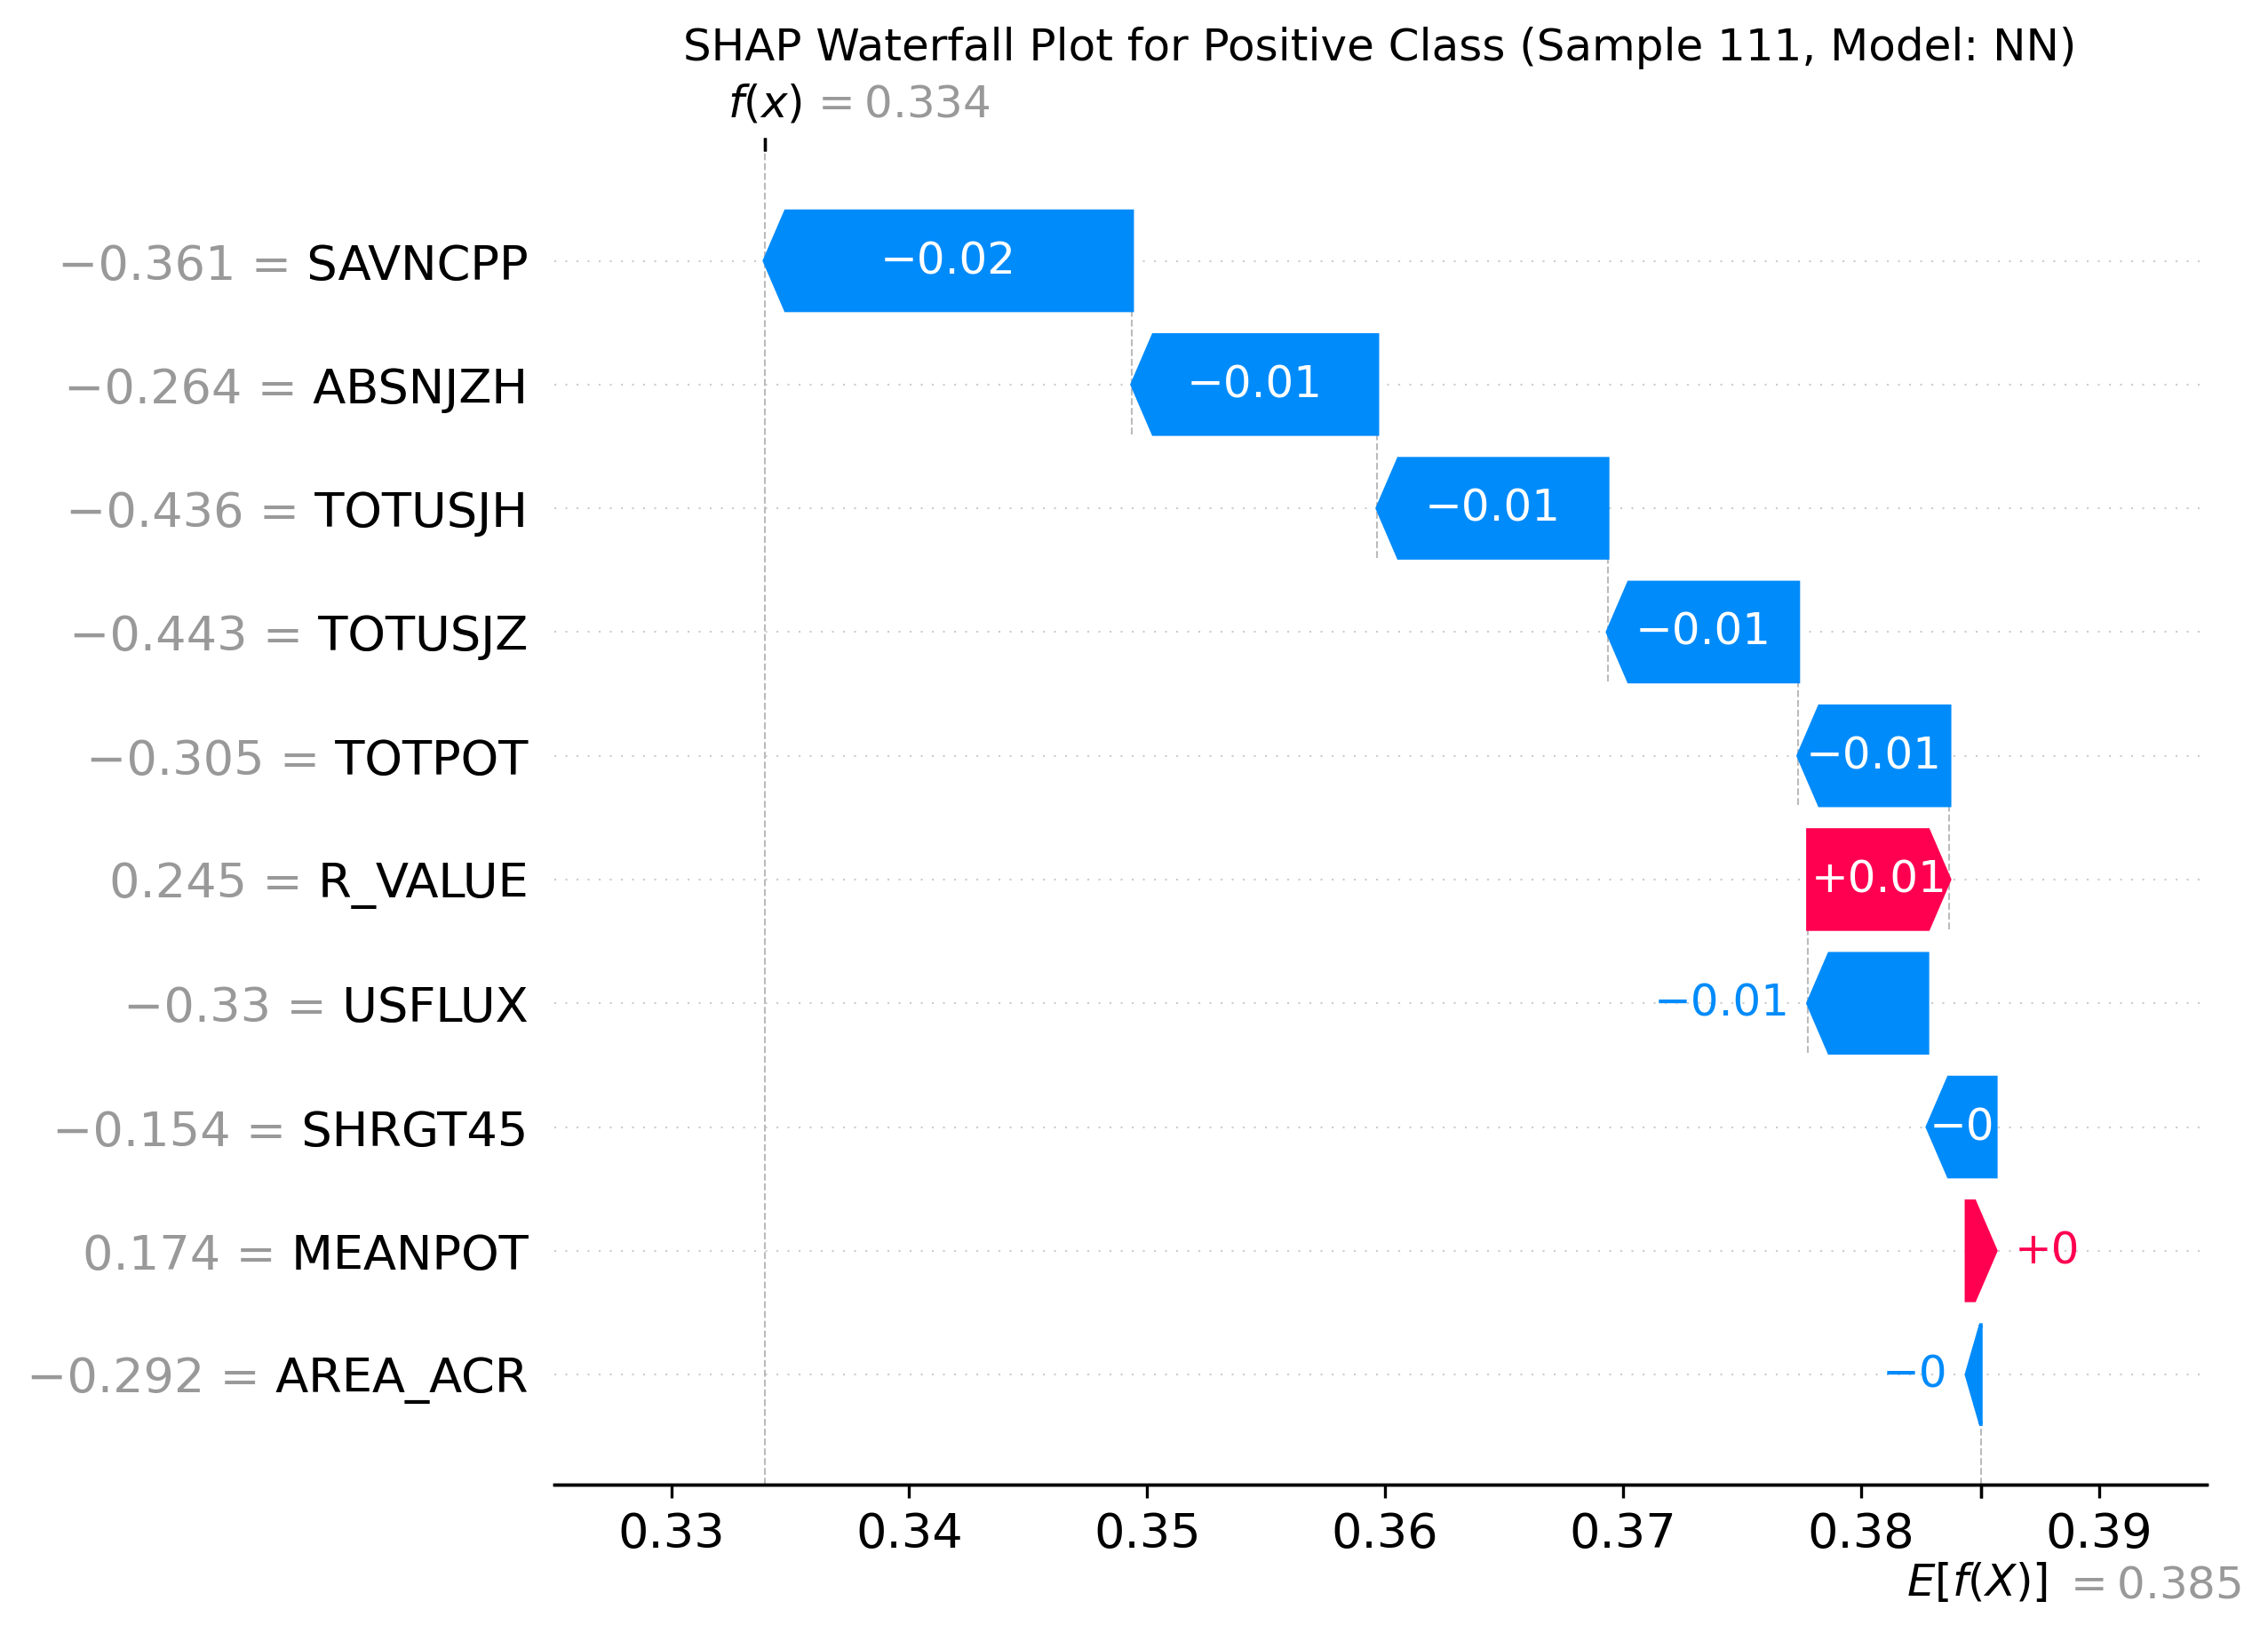 SHAP Waterfall Plot for Positive Class (Sample 111, Model: NN)
f(x) = 0.334
−0.361 = SAVNCPP −0.02
−0.264 = ABSNJZH −0.01
−0.436 = TOTUSJH −0.01
−0.443 = TOTUSJZ −0.01
−0.305 = TOTPOT −0.01
0.245 = R_VALUE +0.01
−0.33 = USFLUX −0.01
−0.154 = SHRGT45 −0
0.174 = MEANPOT +0
−0.292 = AREA_ACR −0
0.33 0.34 0.35 0.36 0.37 0.38 0.39
E[f(X)] = 0.385